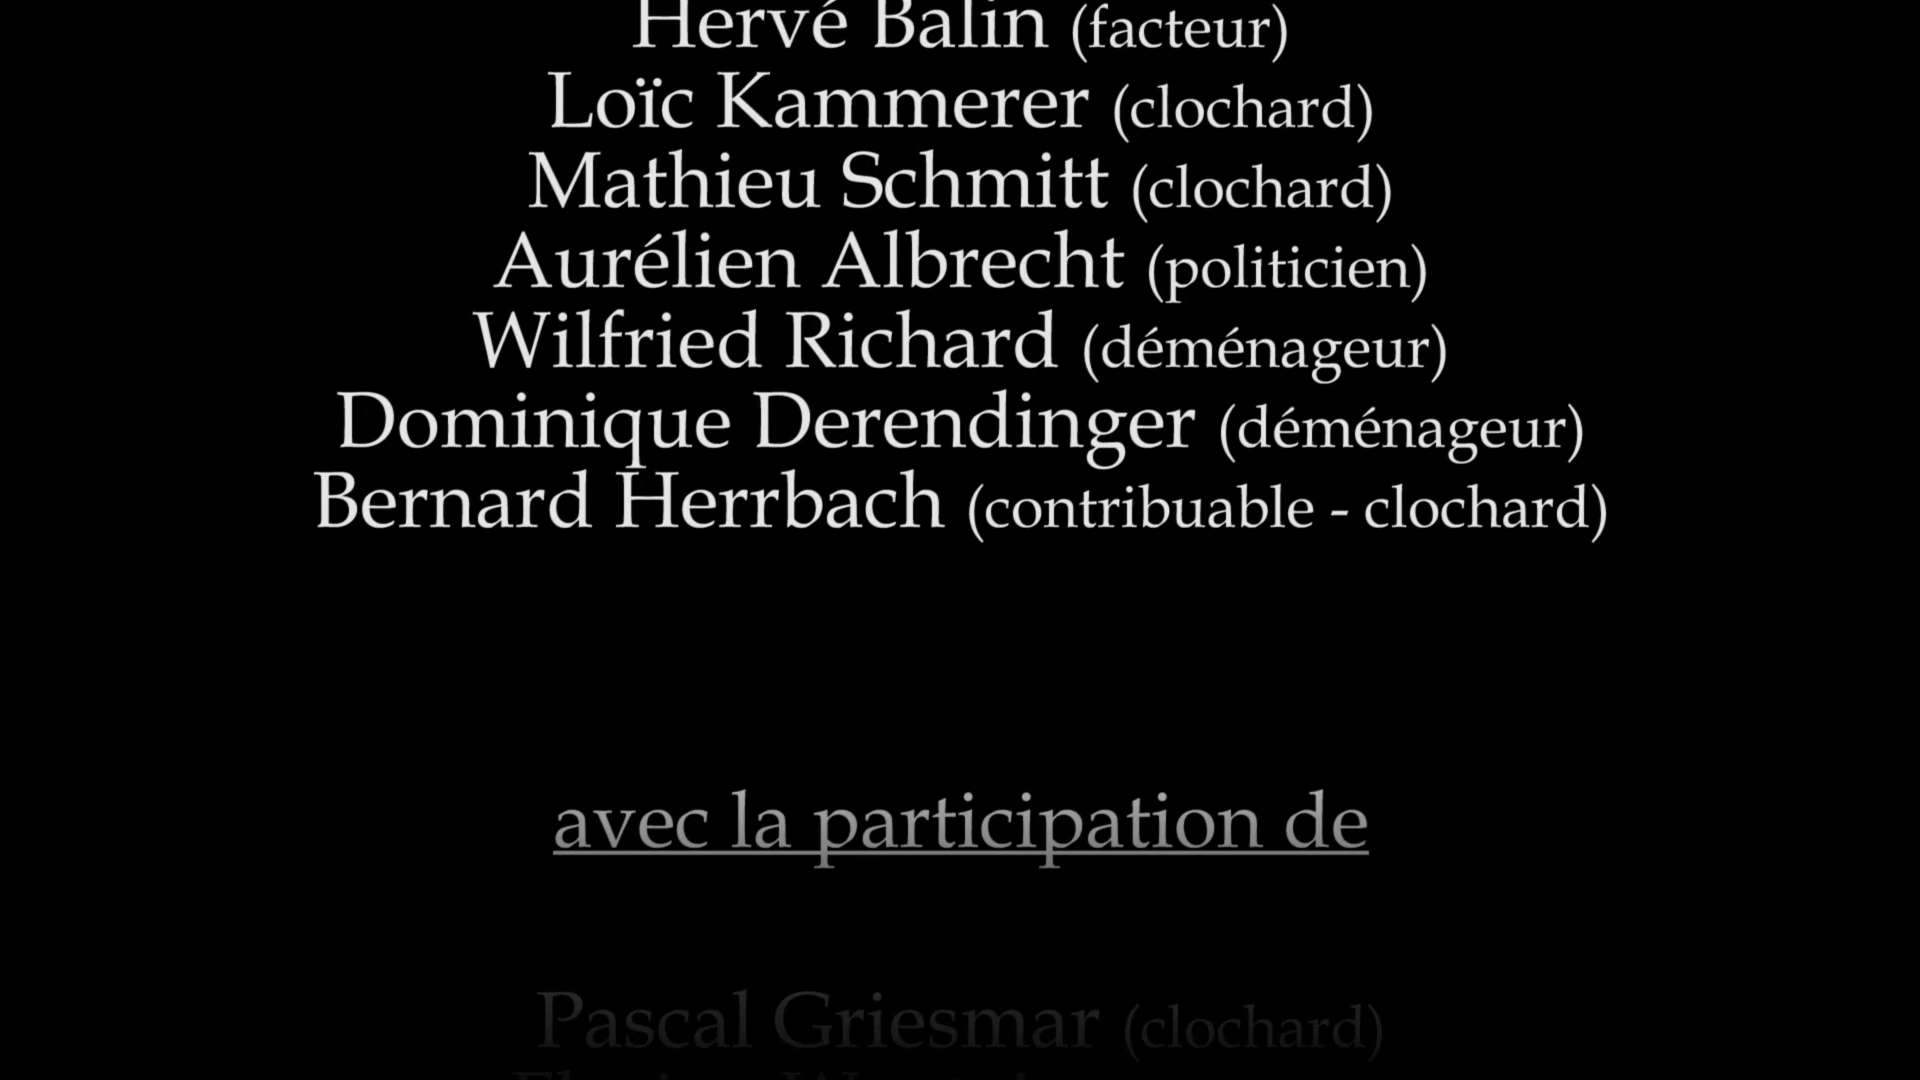 Hervé Balin (facteur)
Loïc Kammerer (clochard)
Mathieu Schmitt (clochard)
Aurélien Albrecht (politicien)
Wilfried Richard (déménageur)
Dominique Derendinger (déménageur)
Bernard Herrbach (contribuable - clochard)
avec la participation de
Pascal Griesmar (clochard)